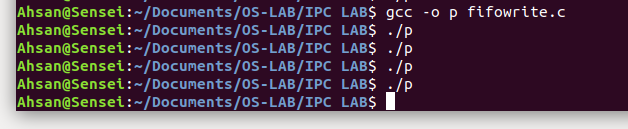 Ahsan@Sensei:~/Documents/OS-LAB/IPC LAB$ gcc -o p fifowrite.c
Ahsan@Sensei:~/Documents/OS-LAB/IPC LAB$ ./p
Ahsan@Sensei:~/Documents/OS-LAB/IPC LAB$ ./p
Ahsan@Sensei:~/Documents/OS-LAB/IPC LAB$ ./p
Ahsan@Sensei:~/Documents/OS-LAB/IPC LAB$ ./p
Ahsan@Sensei:~/Documents/OS-LAB/IPC LAB$